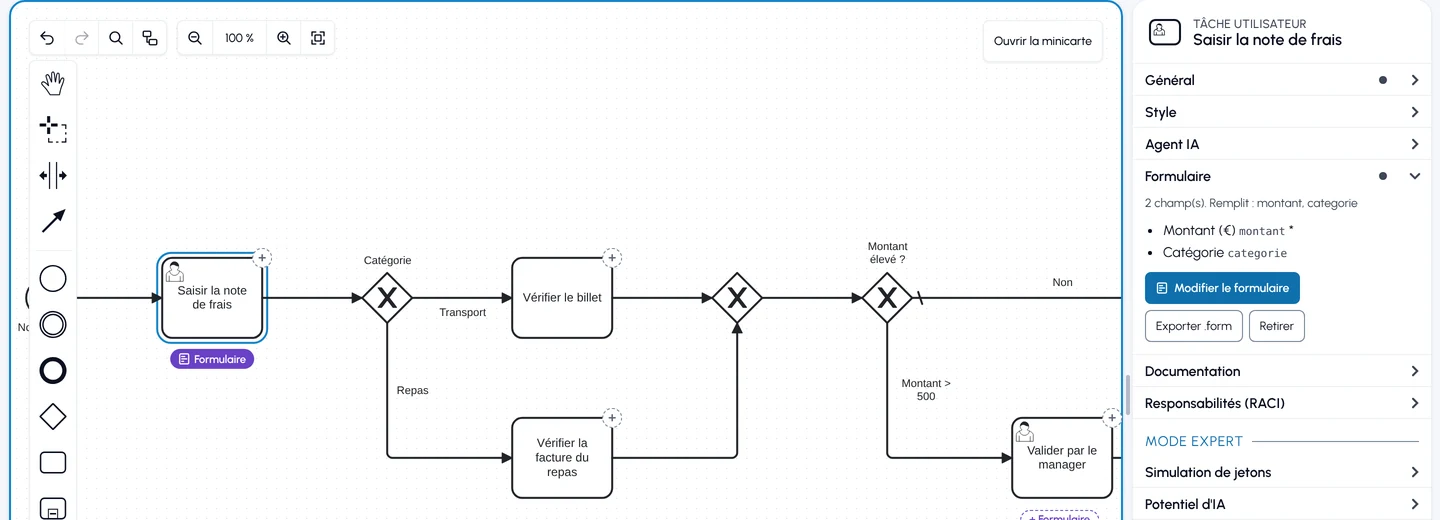 100 %
Ouvrir la minicarte
Saisir la note
de frais
Formulaire
Catégorie
Transport
Repas
Vérifier le billet
Vérifier la
facture du
repas
Montant
élevé ?
Non
Montant >
500
Valider par le
manager
+ Formulaire
TÂCHE UTILISATEUR
Saisir la note de frais
Général
Style
Agent IA
Formulaire
2 champ(s). Remplit : montant, categorie
• Montant (€) montant *
• Catégorie categorie
Modifier le formulaire
Exporter .form
Retirer
Documentation
Responsabilités (RACI)
MODE EXPERT
Simulation de jetons
Potentiel d'IA